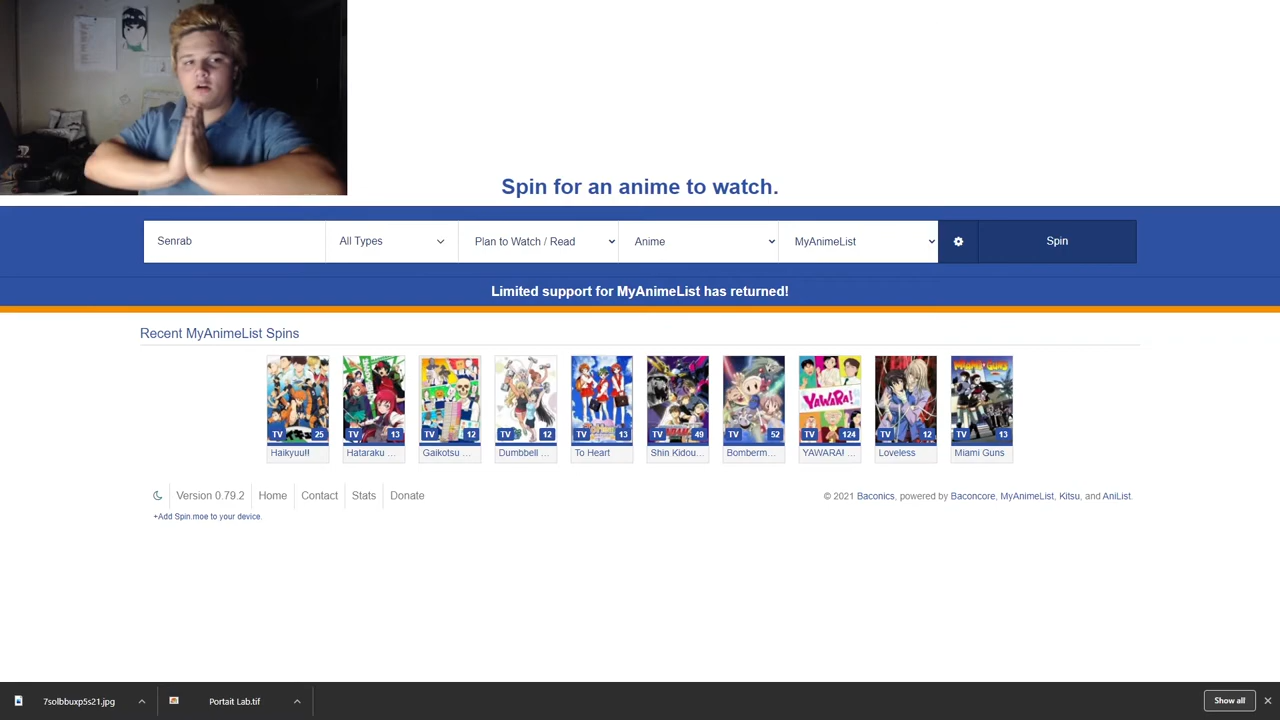 Spin for an anime to watch.
Senrab
All Types
Plan to Watch / Read
Anime
MyAnimeList
Spin
Limited support for MyAnimeList has returned!
Recent MyAnimeList Spins
YAWARA!
MIAMI GUNS
TV 25
TV 13
TV 12
TV 12
TV 13
TV 49
TV 52
TV 124
TV 12
TV 13
Haikyuu!!
Hataraku ...
Gaikotsu ...
Dumbbell ...
To Heart
Shin Kidou...
Bomberm...
YAWARA! ...
Loveless
Miami Guns
Version 0.79.2
Home
Contact
Stats
Donate
© 2021 Baconics, powered by Baconcore, MyAnimeList, Kitsu, and AniList.
+Add Spin.moe to your device.
7solbbuxp5s21.jpg
Portait Lab.tif
Show all